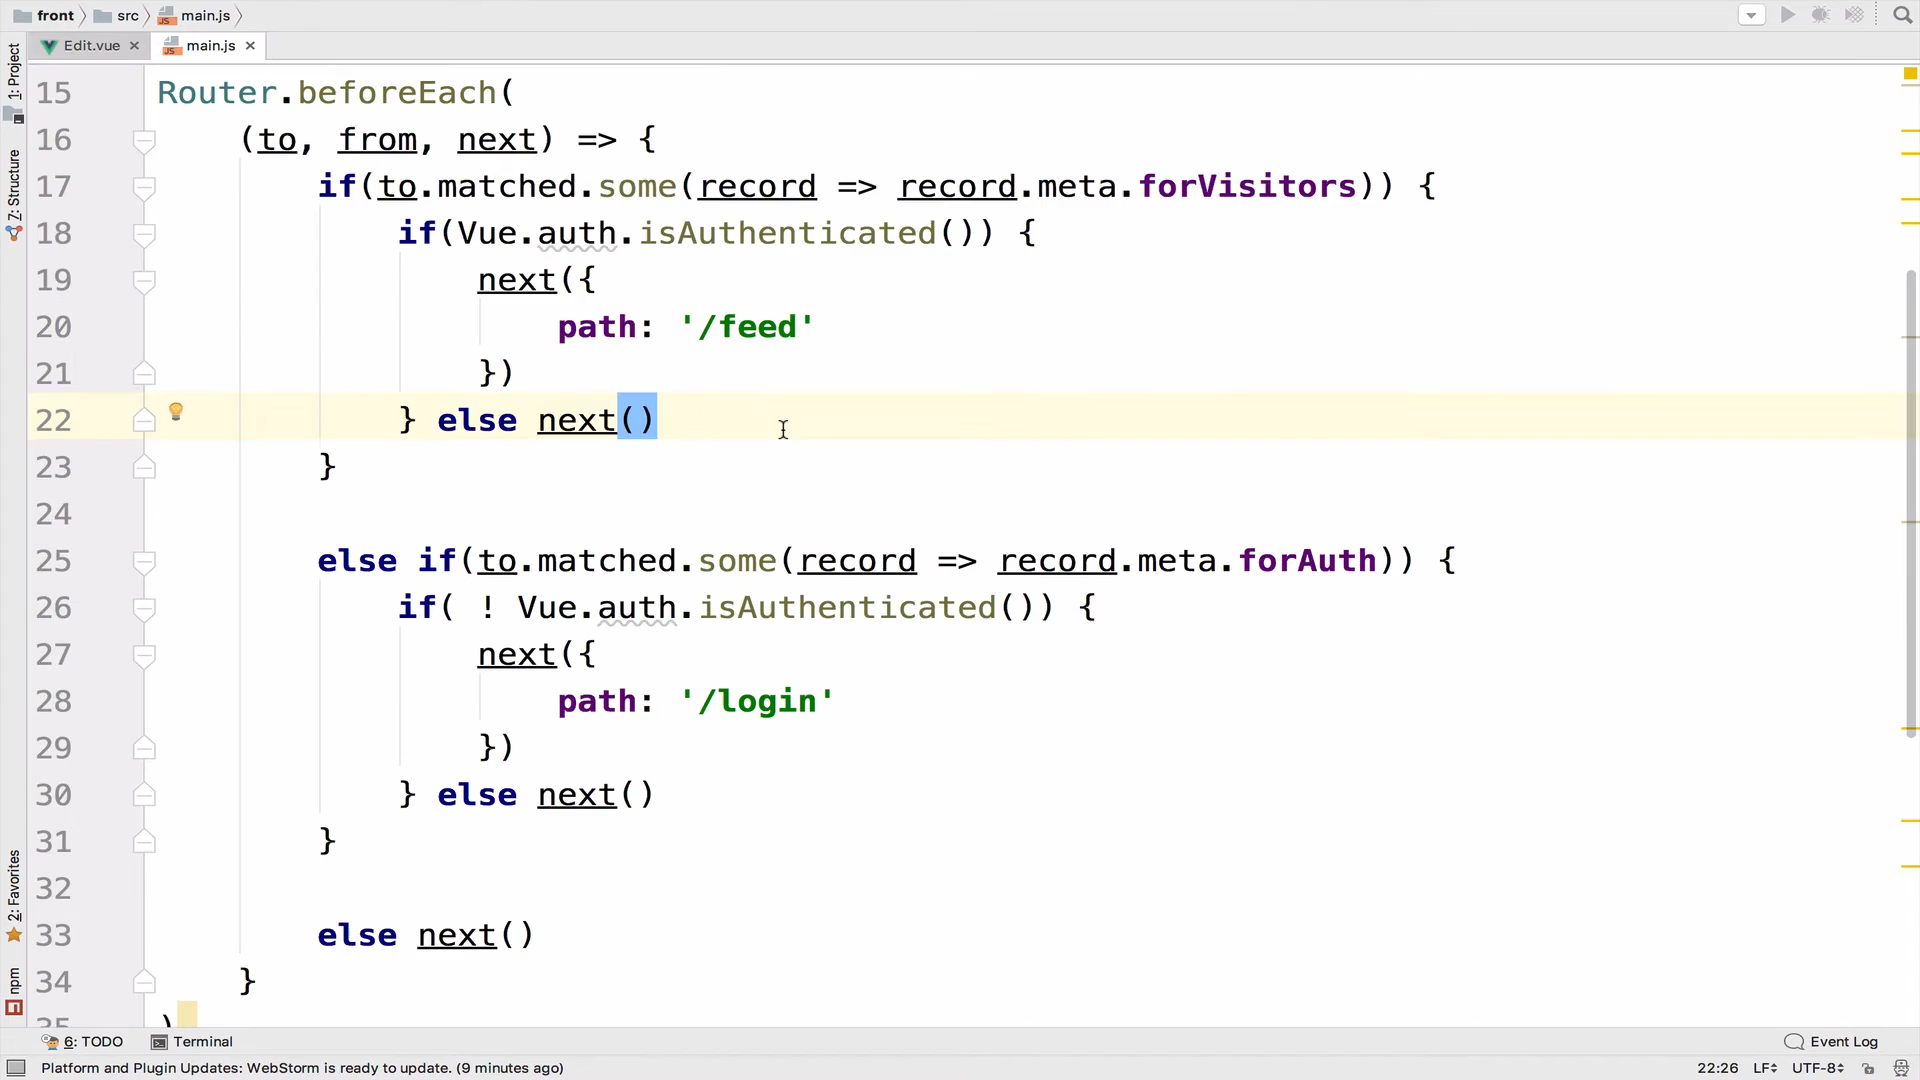 front src main.js
Edit.vue main.js
1: Project
7: Structure
2: Favorites
npm
15 Router.beforeEach(
16 (to, from, next) => {
17 if(to.matched.some(record => record.meta.forVisitors)) {
18 if(Vue.auth.isAuthenticated()) {
19 next({
20 path: '/feed'
21 })
22 } else next()
23 }
24
25 else if(to.matched.some(record => record.meta.forAuth)) {
26 if( ! Vue.auth.isAuthenticated()) {
27 next({
28 path: '/login'
29 })
30 } else next()
31 }
32
33 else next()
34 }
35 )
6: TODO Terminal Event Log
Platform and Plugin Updates: WebStorm is ready to update. (9 minutes ago) 22:26 LF UTF-8